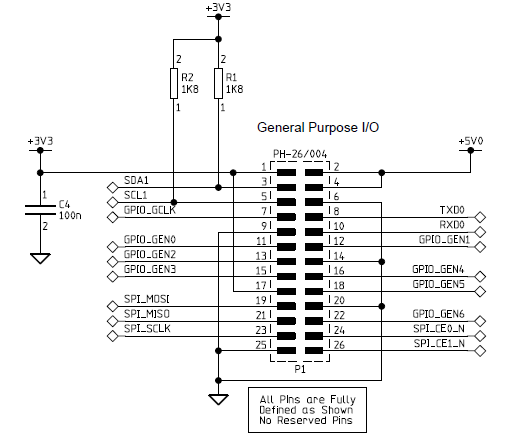 +3V3
2 2
R2 R1
1K8 1K8
1 1
General Purpose I/O
+3V3 +5V0
PH-26/004
1 2
SDA1 3 4
SCL1 5 6
GPIO_GCLK 7 8 TXD0
9 10 RXD0
GPIO_GEN0 11 12 GPIO_GEN1
GPIO_GEN2 13 14
GPIO_GEN3 15 16 GPIO_GEN4
17 18 GPIO_GEN5
SPI_MOSI 19 20
SPI_MISO 21 22 GPIO_GEN6
SPI_SCLK 23 24 SPI_CE0_N
25 26 SPI_CE1_N
1
C4
100n
2
P1
All Pins are Fully
Defined as Shown
No Reserved Pins